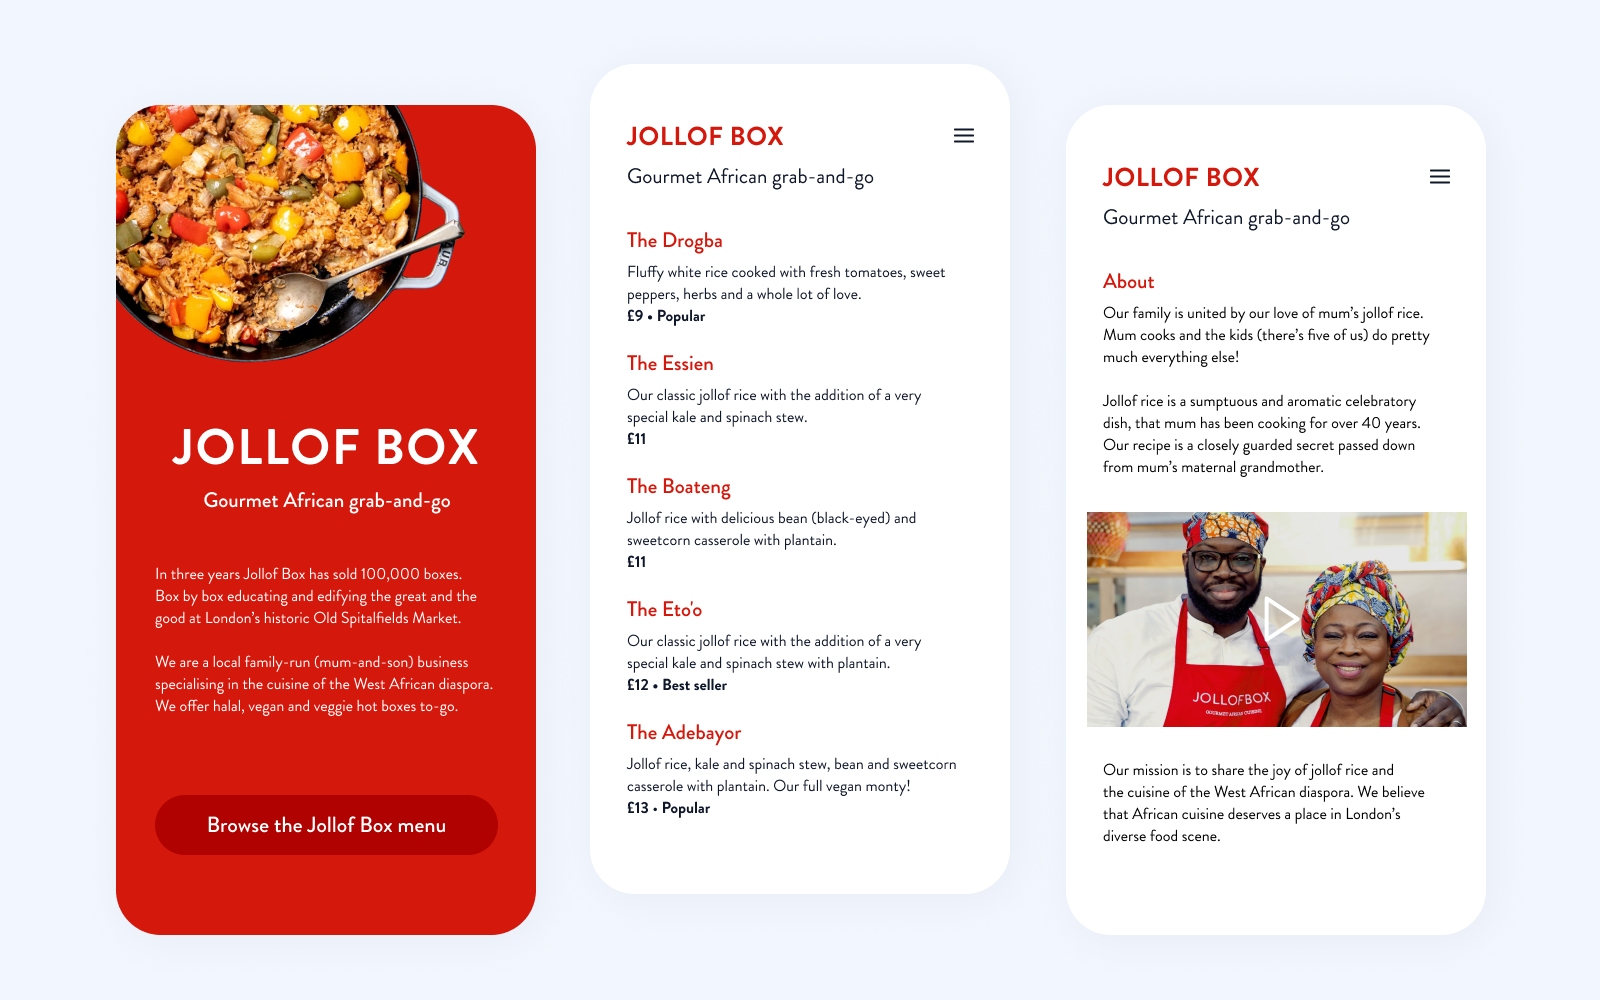 JOLLOF BOX
Gourmet African grab-and-go
In three years Jollof Box has sold 100,000 boxes.
Box by box educating and edifying the great and the
good at London’s historic Old Spitalfields Market.
We are a local family-run (mum-and-son) business
specialising in the cuisine of the West African diaspora.
We offer halal, vegan and veggie hot boxes to-go.
Browse the Jollof Box menu
JOLLOF BOX
Gourmet African grab-and-go
The Drogba
Fluffy white rice cooked with fresh tomatoes, sweet
peppers, herbs and a whole lot of love.
£9 • Popular
The Essien
Our classic jollof rice with the addition of a very
special kale and spinach stew.
£11
The Boateng
Jollof rice with delicious bean (black-eyed) and
sweetcorn casserole with plantain.
£11
The Eto'o
Our classic jollof rice with the addition of a very
special kale and spinach stew with plantain.
£12 • Best seller
The Adebayor
Jollof rice, kale and spinach stew, bean and sweetcorn
casserole with plantain. Our full vegan monty!
£13 • Popular
JOLLOF BOX
Gourmet African grab-and-go
About
Our family is united by our love of mum’s jollof rice.
Mum cooks and the kids (there’s five of us) do pretty
much everything else!
Jollof rice is a sumptuous and aromatic celebratory
dish, that mum has been cooking for over 40 years.
Our recipe is a closely guarded secret passed down
from mum’s maternal grandmother.
JOLLOFBOX
GOURMET AFRICAN CUISINE
Our mission is to share the joy of jollof rice and
the cuisine of the West African diaspora. We believe
that African cuisine deserves a place in London’s
diverse food scene.